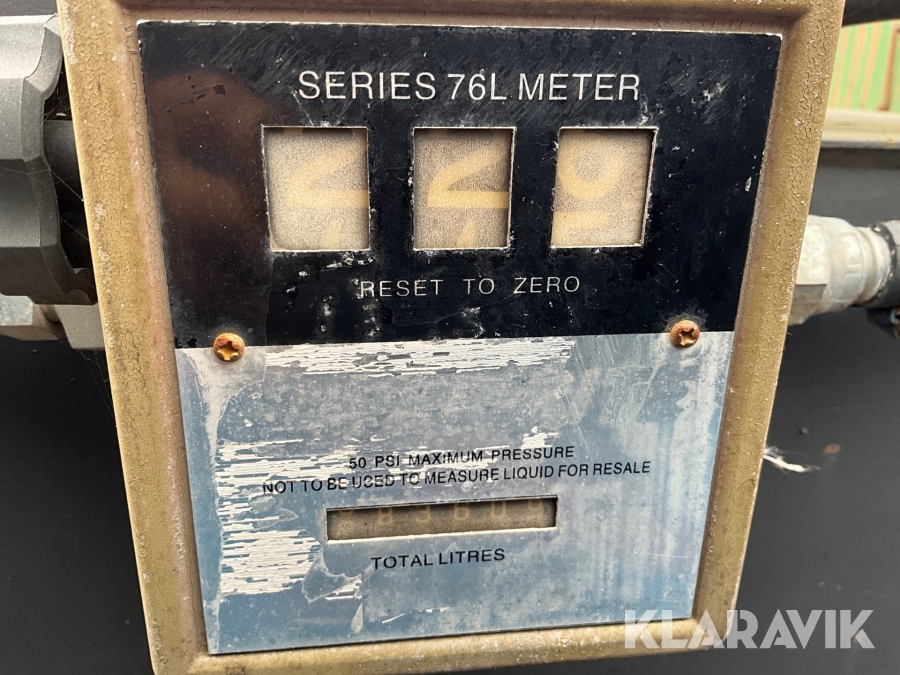 SERIES 76L METER
RESET TO ZERO
50 PSI MAXIMUM PRESSURE
NOT TO BE USED TO MEASURE LIQUID FOR RESALE
TOTAL LITRES
KLARAVIK